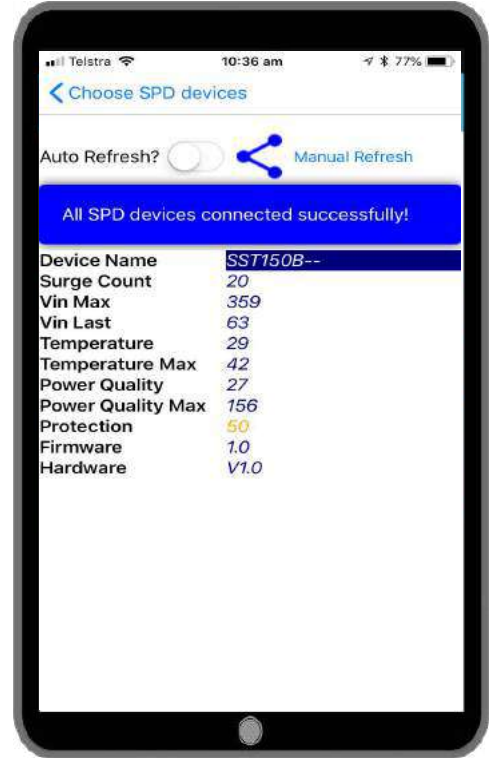 Telstra 10:36 am 77%
Choose SPD devices
Auto Refresh? Manual Refresh
All SPD devices connected successfully!
Device Name SST150B--
Surge Count 20
Vin Max 359
Vin Last 63
Temperature 29
Temperature Max 42
Power Quality 27
Power Quality Max 156
Protection 50
Firmware 1.0
Hardware V1.0